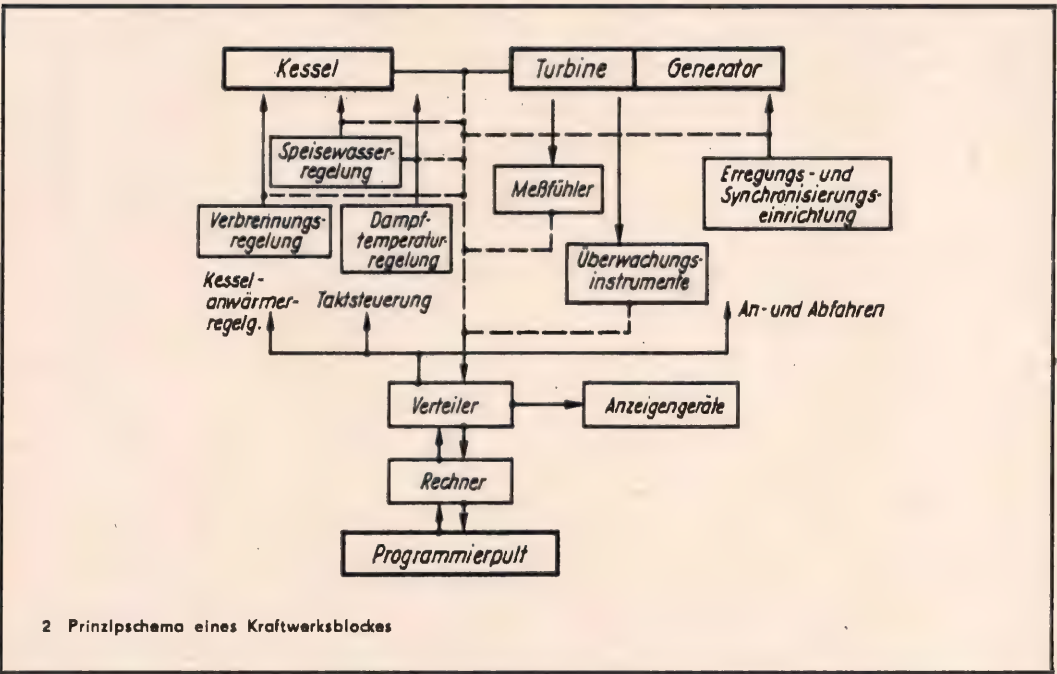 Kessel
Turbine
Generator
Speisewasser-
regelung
Meßfühler
Erregungs- und
Synchronisierungs-
einrichtung
Verbrennungs-
regelung
Dampf-
temperatur-
regelung
Überwachungs-
instrumente
Kessel-
anwärmer-
regelg.
Taktsteuerung
An- und Abfahren
Verteiler
Anzeigengeräte
Rechner
Programmierpult
2 Prinzipschema eines Kraftwerksblockes